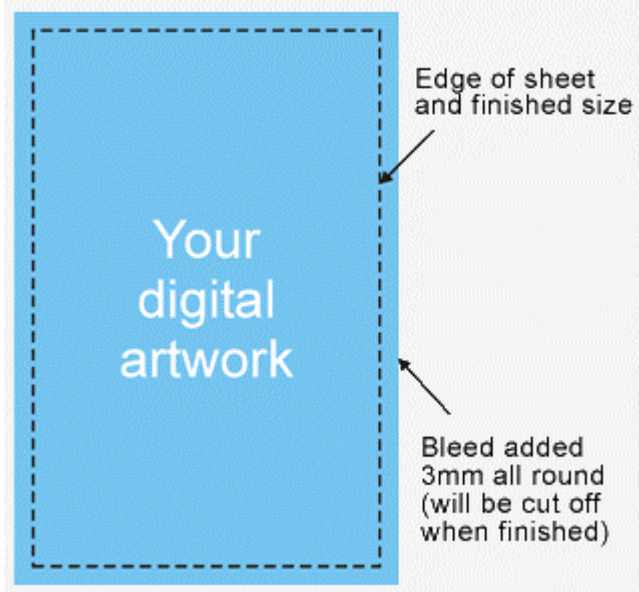 Edge of sheet
and finished size
Your
digital
artwork
Bleed added
3mm all round
(will be cut off
when finished)